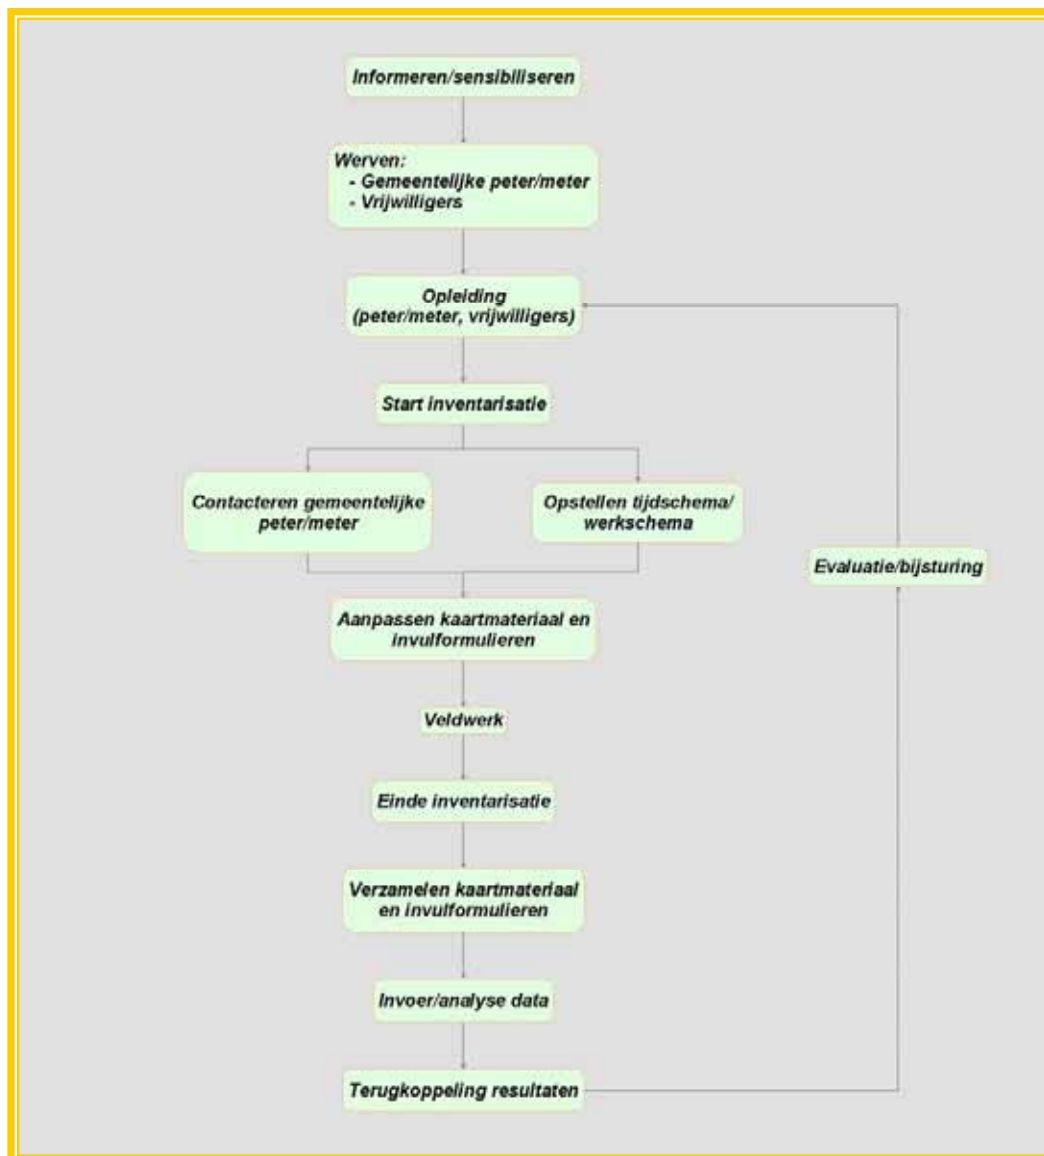 Informeren/sensibiliseren
Werven:
- Gemeentelijke peter/meter
- Vrijwilligers
Opleiding
(peter/meter, vrijwilligers)
Start inventarisatie
Contacteren gemeentelijke
peter/meter
Opstellen tijdschema/
werkschema
Evaluatie/bijsturing
Aanpassen kaartmateriaal en
invulformulieren
Veldwerk
Einde inventarisatie
Verzamelen kaartmateriaal
en invulformulieren
Invoer/analyse data
Terugkoppeling resultaten